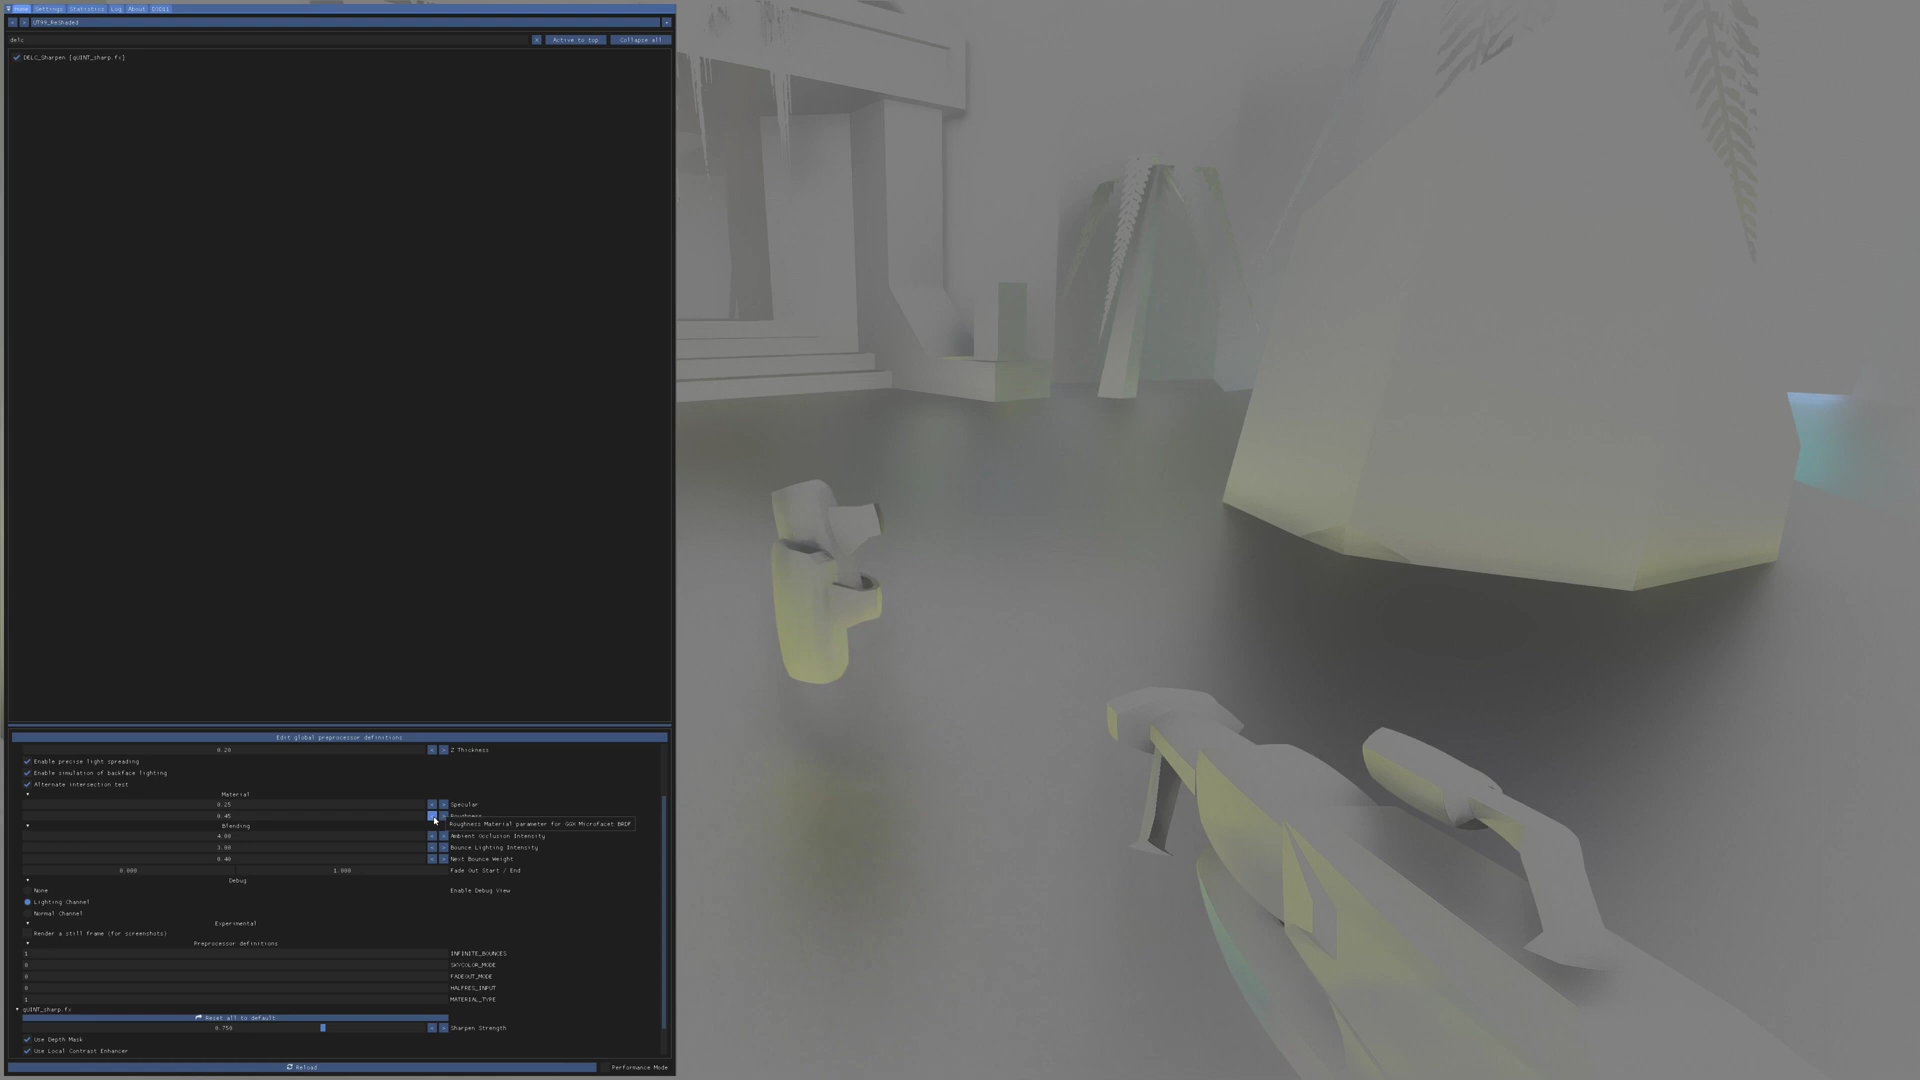 Home Settings Statistics Log About D3D11
< > UT99_ReShaded +
delc x Active to top Collapse all
DELC_Sharpen [qUINT_sharp.fx]
Edit global preprocessor definitions
0.20 < > Z Thickness
Enable precise light spreading
Enable simulation of backface lighting
Alternate intersection test
Material
0.25 < > Specular
0.45 Roughness
Roughness Material parameter for GGX Microfacet BRDF
Blending
4.00 < > Ambient Occlusion Intensity
3.00 < > Bounce Lighting Intensity
0.40 < > Next Bounce Weight
0.000 1.000 Fade Out Start / End
Debug
None Enable Debug View
Lighting Channel
Normal Channel
Experimental
Render a still frame (for screenshots)
Preprocessor definitions
1 INFINITE_BOUNCES
0 SKYCOLOR_MODE
0 FADEOUT_MODE
0 HALFRES_INPUT
1 MATERIAL_TYPE
qUINT_sharp.fx
Reset all to default
0.750 < > Sharpen Strength
Use Depth Mask
Use Local Contrast Enhancer
Reload Performance Mode